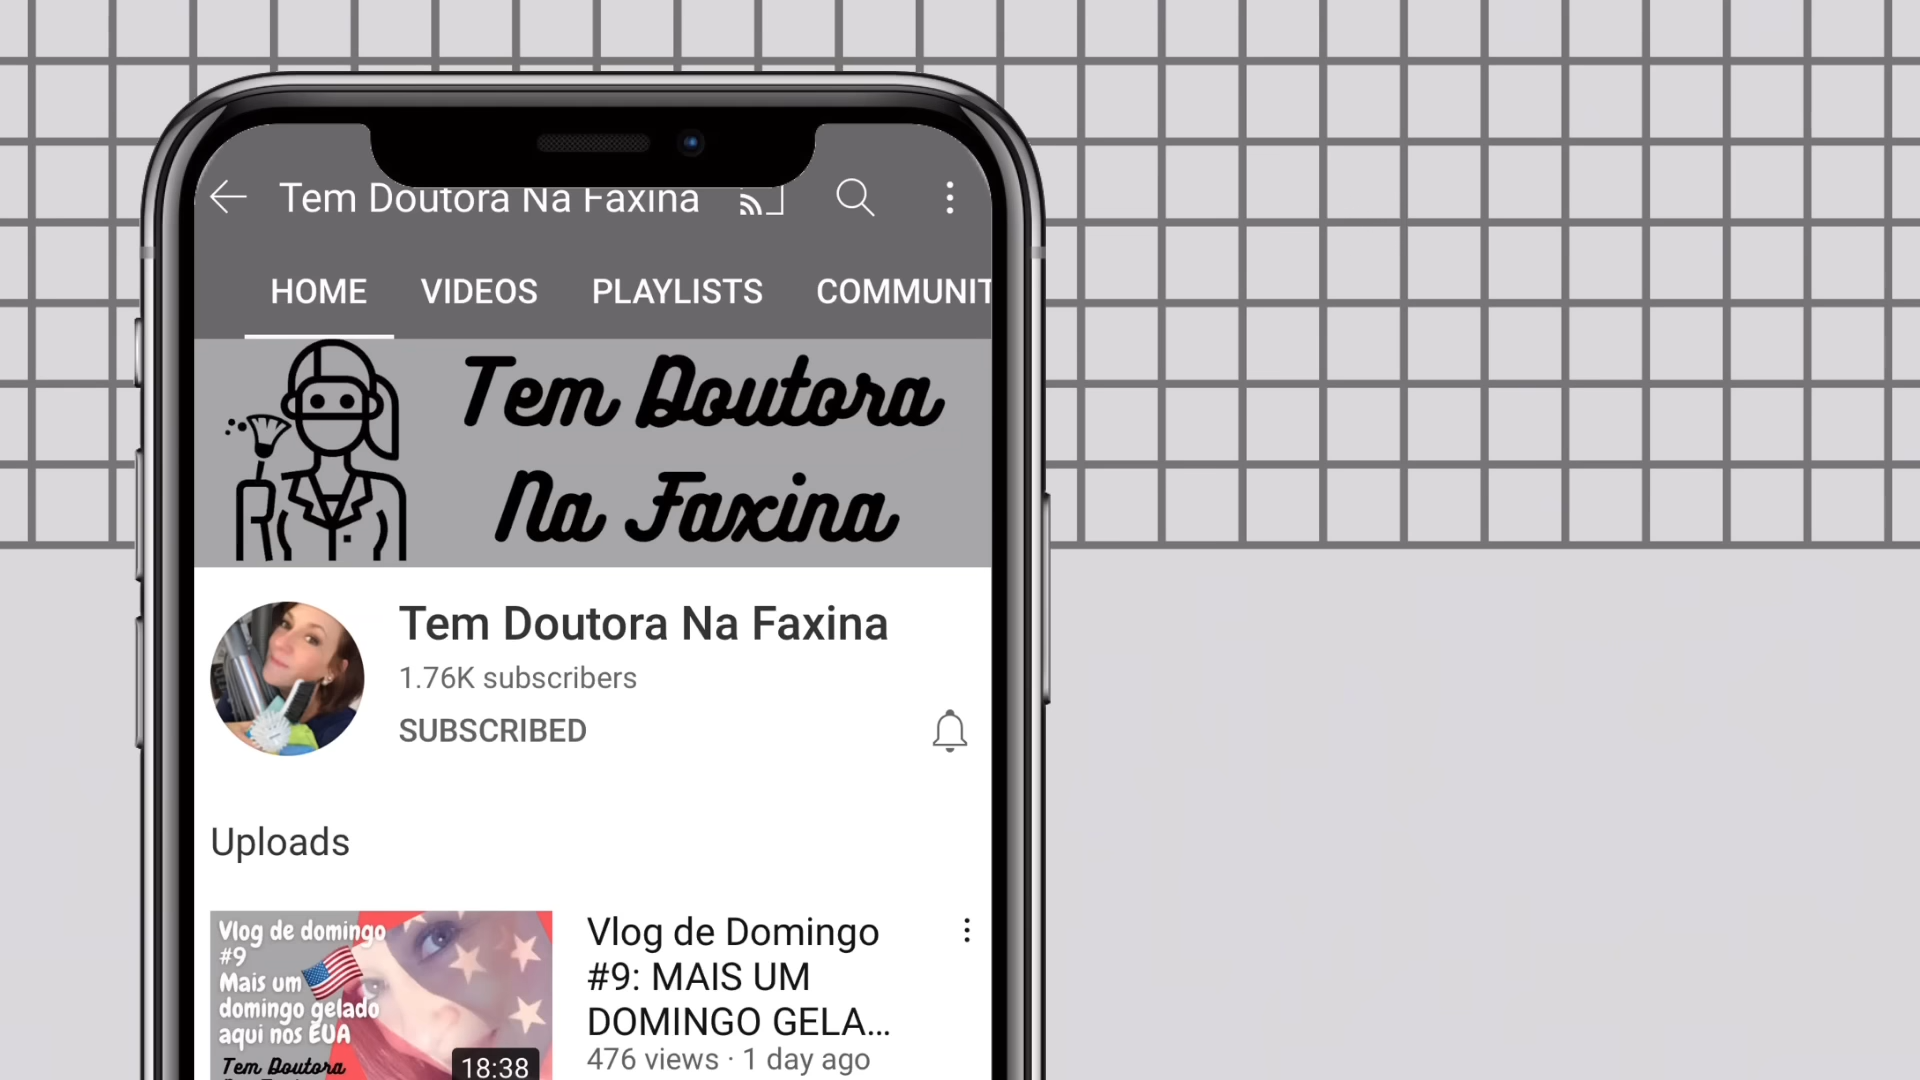 Tem Doutora Na Faxina
HOME VIDEOS PLAYLISTS COMMUNIT
Tem Doutora
Na Faxina
Tem Doutora Na Faxina
1.76K subscribers
SUBSCRIBED
Uploads
Vlog de domingo
#9
Mais um
domingo gelado
aqui nos EUA
Tem Doutora
18:38
Vlog de Domingo
#9: MAIS UM
DOMINGO GELA...
476 views · 1 day ago